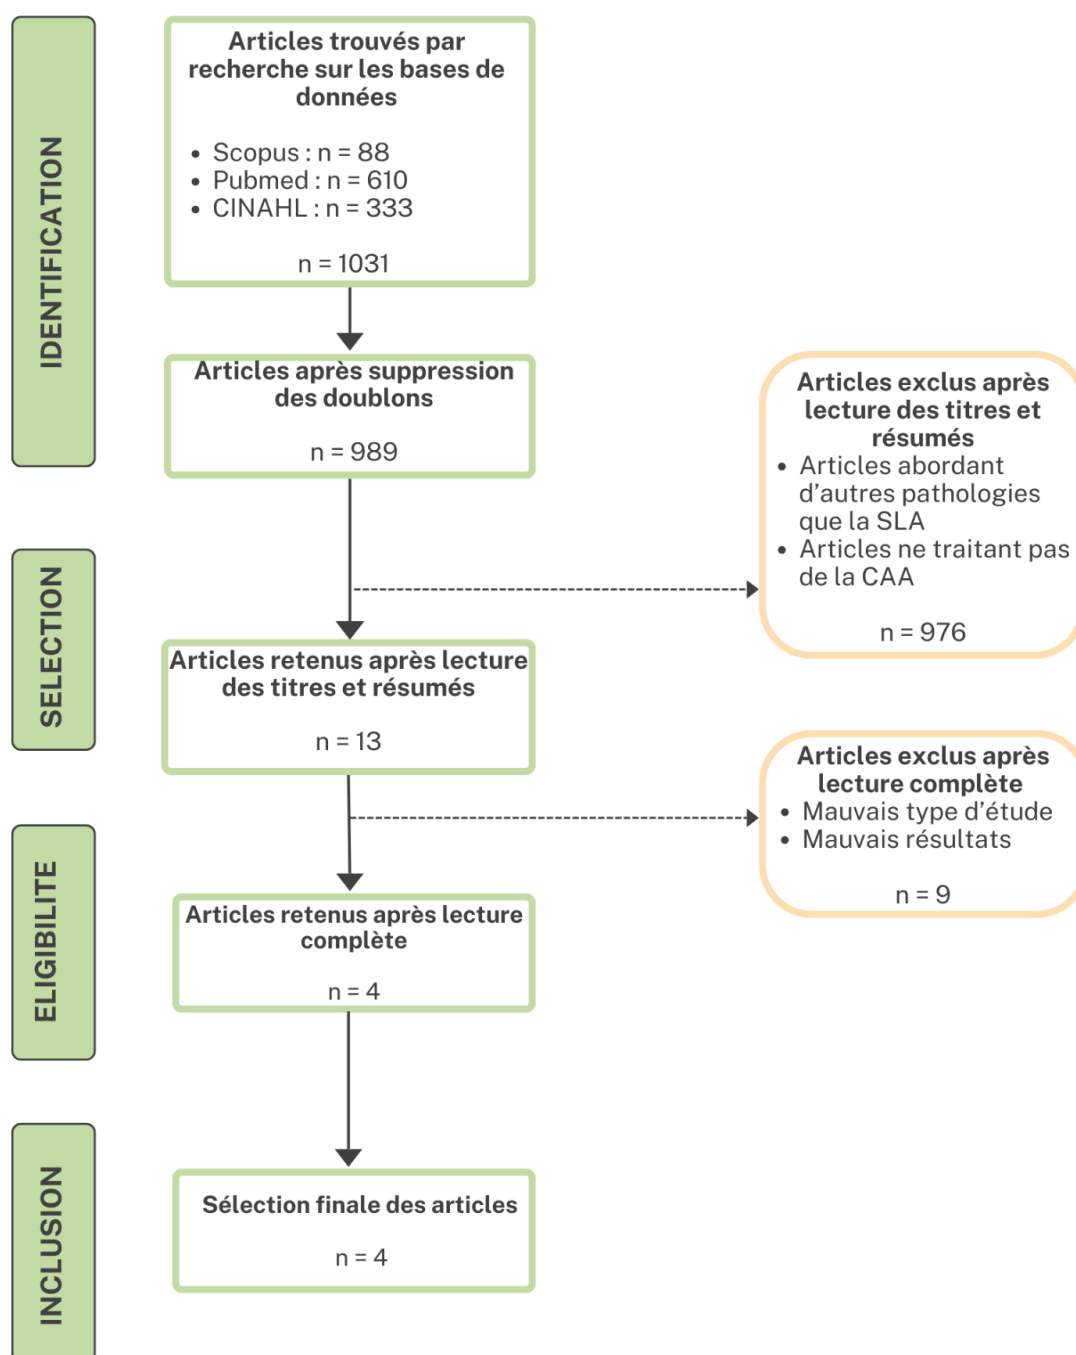 IDENTIFICATION
Articles trouvés par
recherche sur les bases de
données
• Scopus : n = 88
• Pubmed : n = 610
• CINAHL : n = 333
n = 1031
Articles après suppression
des doublons
n = 989
Articles exclus après
lecture des titres et
résumés
• Articles abordant
d’autres pathologies
que la SLA
• Articles ne traitant pas
de la CAA
n = 976
SELECTION
Articles retenus après lecture
des titres et résumés
n = 13
Articles exclus après
lecture complète
• Mauvais type d’étude
• Mauvais résultats
n = 9
ELIGIBILITE
Articles retenus après lecture
complète
n = 4
INCLUSION
Sélection finale des articles
n = 4